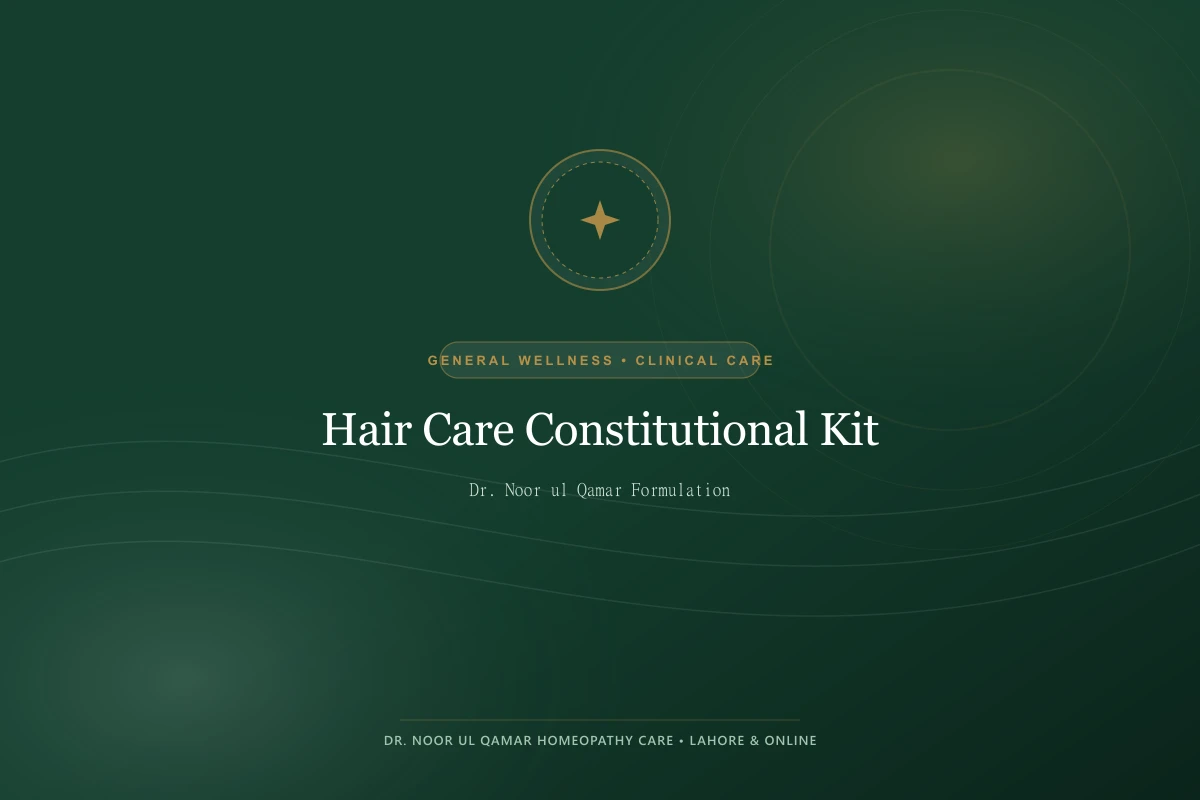 GENERAL WELLNESS • CLINICAL CARE
Hair Care Constitutional Kit
Dr. Noor ul Qamar Formulation
DR. NOOR UL QAMAR HOMEOPATHY CARE • LAHORE & ONLINE